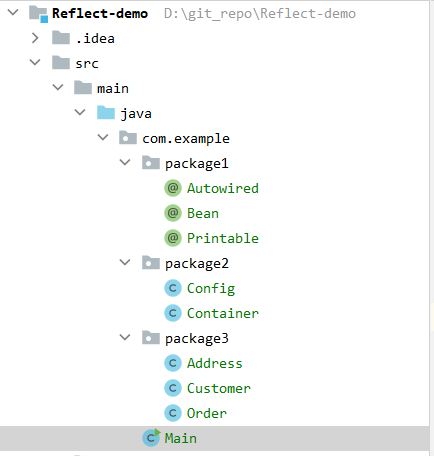 Reflect-demo D:\git_repo\Reflect-demo
.idea
src
main
java
com.example
package1
Autowired
Bean
Printable
package2
Config
Container
package3
Address
Customer
Order
Main